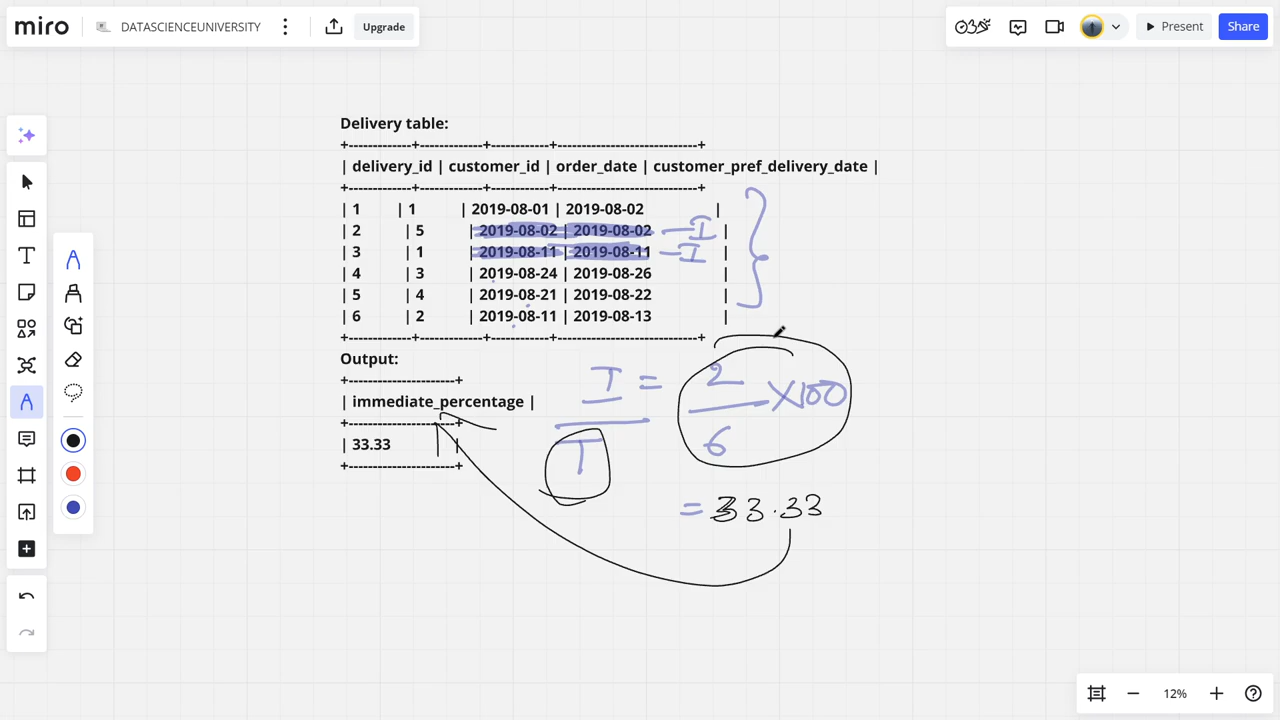 miro DATASCIENCEUNIVERSITY Upgrade Present Share
Delivery table:
+-------------+-------------+------------+-----------------------------+
| delivery_id | customer_id | order_date | customer_pref_delivery_date |
+-------------+-------------+------------+-----------------------------+
| 1 | 1 | 2019-08-01 | 2019-08-02 |
| 2 | 5 | 2019-08-02 | 2019-08-02 | I
| 3 | 1 | 2019-08-11 | 2019-08-11 | I
| 4 | 3 | 2019-08-24 | 2019-08-26 |
| 5 | 4 | 2019-08-21 | 2019-08-22 |
| 6 | 2 | 2019-08-11 | 2019-08-13 |
+-------------+-------------+------------+-----------------------------+
Output:
+----------------------+
| immediate_percentage |
+----------------------+
| 33.33 |
+----------------------+
I = 2 X100
T 6
= 33.33
12%